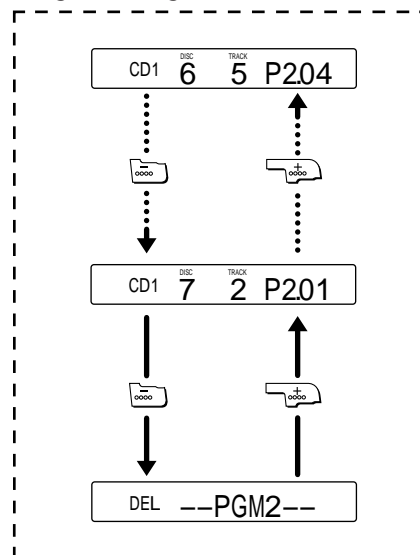 DISC TRACK
CD1 6 5 P2.04
− +
DISC TRACK
CD1 7 2 P2.01
− +
DEL --PGM2--